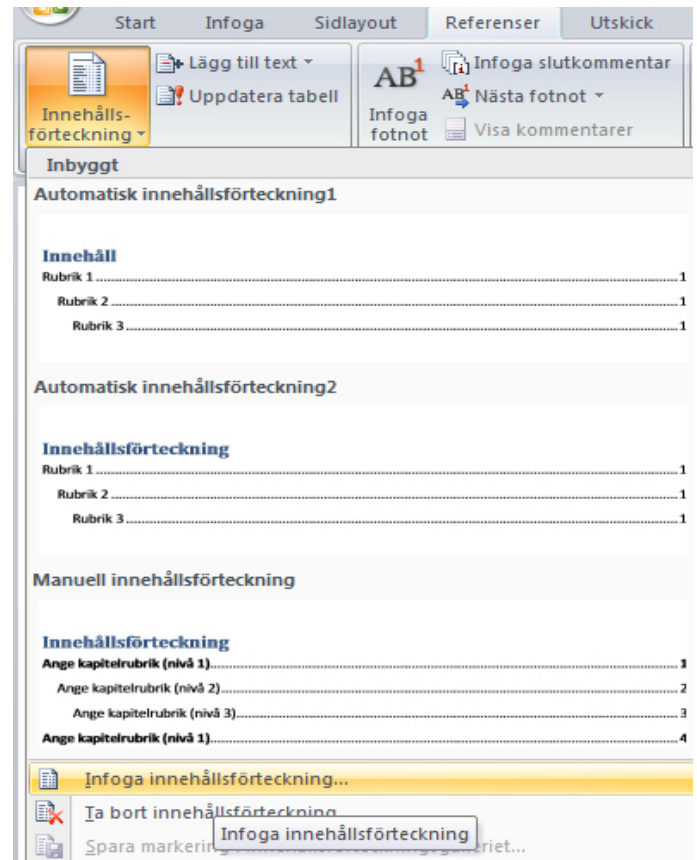 Start Infoga Sidlayout Referenser Utskick
Innehålls-
förteckning
Lägg till text
Uppdatera tabell
AB1
Infoga
fotnot
Infoga slutkommentar
AB1 Nästa fotnot
Visa kommentarer
Inbyggt
Automatisk innehållsförteckning1
Innehåll
Rubrik 1 1
Rubrik 2 1
Rubrik 3 1
Automatisk innehållsförteckning2
Innehållsförteckning
Rubrik 1 1
Rubrik 2 1
Rubrik 3 1
Manuell innehållsförteckning
Innehållsförteckning
Ange kapitelrubrik (nivå 1) 1
Ange kapitelrubrik (nivå 2) 2
Ange kapitelrubrik (nivå 3) 3
Ange kapitelrubrik (nivå 1) 4
Infoga innehållsförteckning...
Ta bort innehållsförteckning
Infoga innehållsförteckning
Spara markering